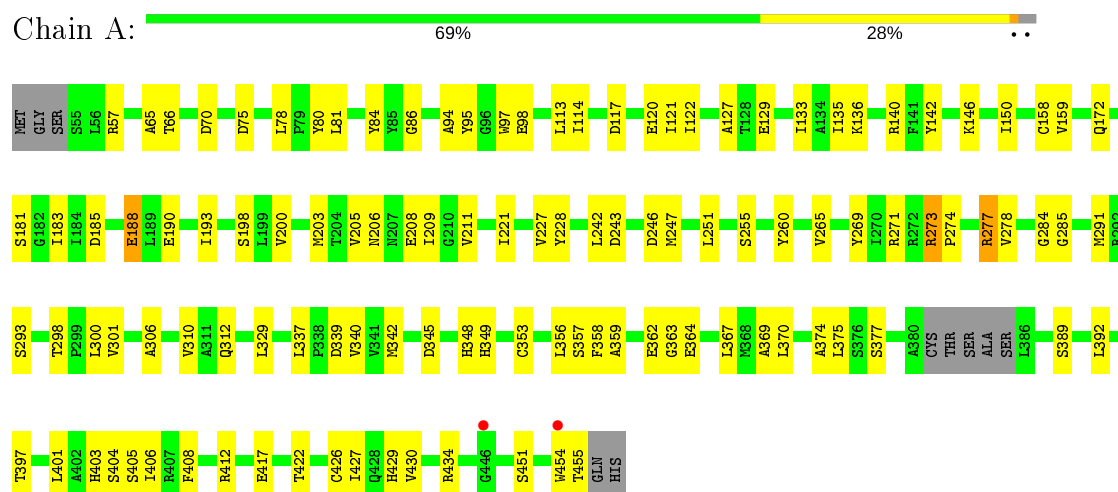 Chain A:
69% 28% • •
MET GLY SER S55 L56 R57 A65 T66 D70 D75 L78 P79 Y80 L81 Y84 Y85 G86 A94 Y95 G96 W97 E98 L113 I114 D117 E120 I121 I122 A127 T128 E129 I133 A134 I135 K136 R140 F141 Y142 K146 I150 C158 V159 Q172
S181 G182 I183 I184 D185 E188 L189 E190 I193 S198 L199 V200 M203 T204 V205 N206 N207 E208 I209 G210 V211 I221 V227 Y228 L242 D243 D246 M247 L251 S255 Y260 V265 Y269 I270 R271 R272 R273 P274 R277 V278 G284 G285 M291 R292
S293 T298 P299 L300 V301 A306 V310 A311 Q312 L329 L337 P338 D339 V340 V341 M342 D345 H348 H349 C353 L356 S357 F358 A359 E362 G363 E364 L367 M368 A369 L370 A374 L375 S376 S377 A380 CYS THR SER ALA SER L386 S389 L392
T397 L401 A402 H403 S404 S405 I406 R407 F408 R412 E417 T422 C426 I427 Q428 H429 V430 R434 G446 S451 W454 T455 GLN HIS